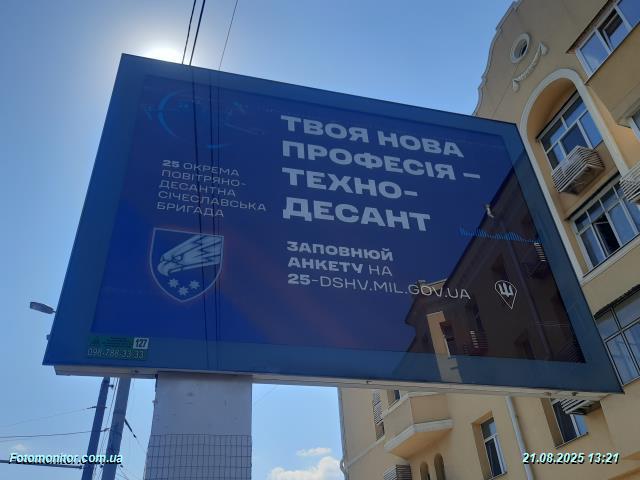 ТВОЯ НОВА
ПРОФЕСІЯ –
ТЕХНО-
ДЕСАНТ
25 ОКРЕМА
ПОВІТРЯНО-
ДЕСАНТНА
СІЧЕСЛАВСЬКА
БРИГАДА
ЗАПОВНЮЙ
АНКЕТУ НА
25-DSHV.MIL.GOV.UA
127
098-788-33-33
Fotomonitor.com.ua
21.08.2025 13:21